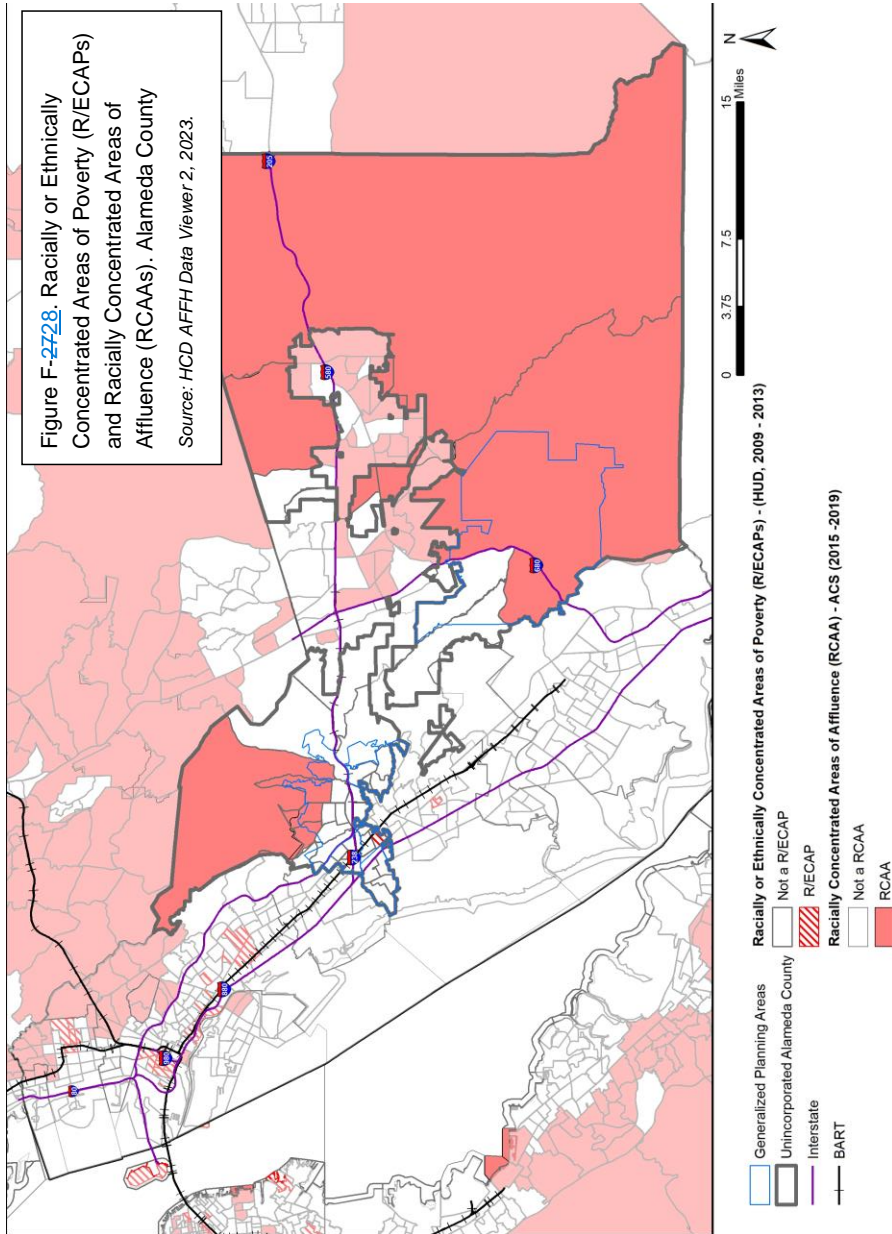 Figure F-2728. Racially or Ethnically
Concentrated Areas of Poverty (R/ECAPs)
and Racially Concentrated Areas of
Affluence (RCAAs). Alameda County
Source: HCD AFFH Data Viewer 2, 2023.
80
880
238
580
205
680
N
0 3.75 7.5 15
Miles
Generalized Planning Areas
Unincorporated Alameda County
Interstate
BART
Racially or Ethnically Concentrated Areas of Poverty (R/ECAPs) - (HUD, 2009 - 2013)
Not a R/ECAP
R/ECAP
Racially Concentrated Areas of Affluence (RCAA) - ACS (2015 -2019)
Not a RCAA
RCAA